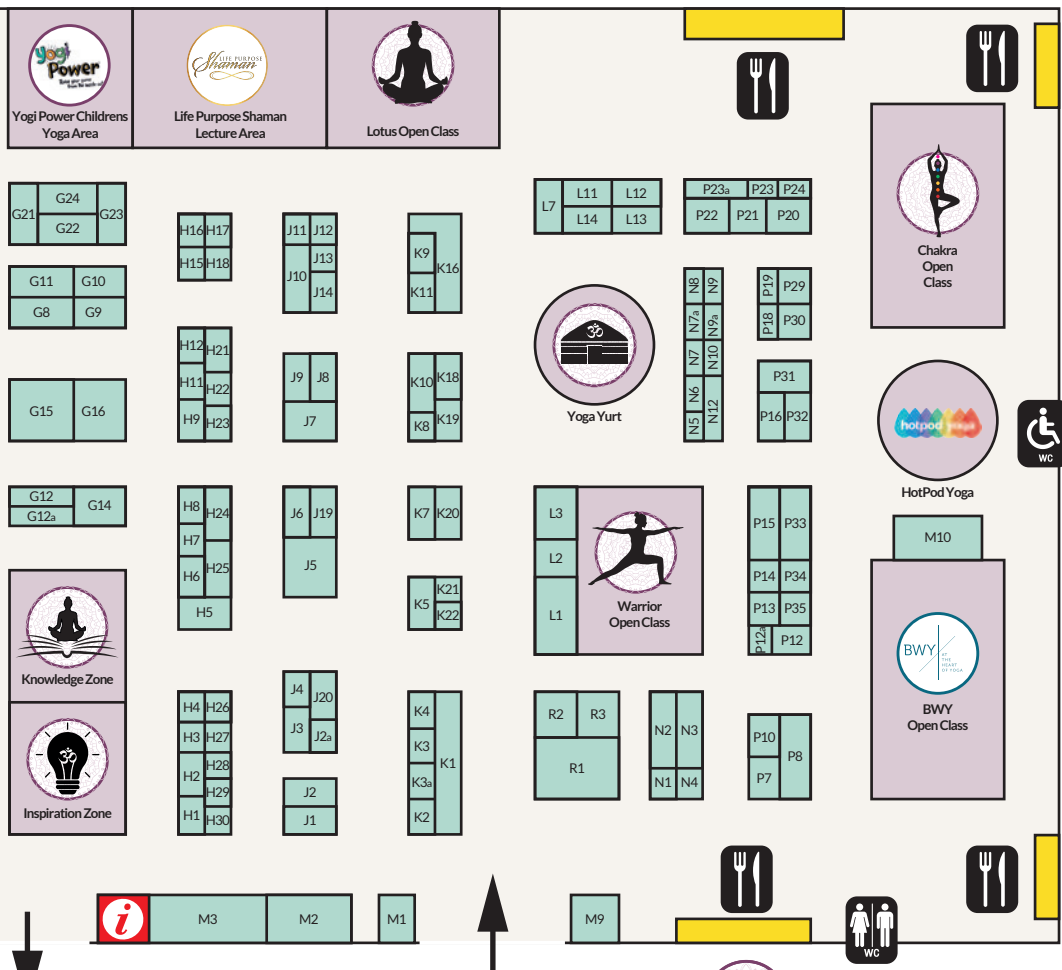 yogi
Power
Yogi Power Childrens
Yoga Area
LIFE PURPOSE
Shaman
Life Purpose Shaman
Lecture Area
Lotus Open Class
G21
G24
G22
G23
H16
H17
H15
H18
J11
J12
J10
J13
J14
K9
K16
K11
L7
L11
L12
L14
L13
P23a
P23
P24
P22
P21
P20
Chakra
Open
Class
G11
G10
G8
G9
N8
N9
N7a
N9a
N7
N10
N6
N12
N5
P19
P29
P18
P30
ॐ
Yoga Yurt
H12
H21
H11
H22
H9
H23
J9
J8
J7
K10
K18
K8
K19
P31
P16
P32
G15
G16
hotpod yoga
HotPod Yoga
WC
G12
G12a
G14
H8
H24
H7
H25
H6
H5
J6
J19
J5
K7
K20
K5
K21
K22
L3
L2
L1
Warrior
Open Class
P15
P33
P14
P34
P13
P35
P12a
P12
M10
BWY
AT
THE
HEART
OF YOGA
BWY
Open Class
Knowledge Zone
ॐ
Inspiration Zone
H4
H26
H3
H27
H2
H28
H29
H1
H30
J4
J20
J3
J2a
J2
J1
K4
K3
K3a
K2
K1
R2
R3
R1
N2
N3
N1
N4
P10
P8
P7
i
M3
M2
M1
M9
WC